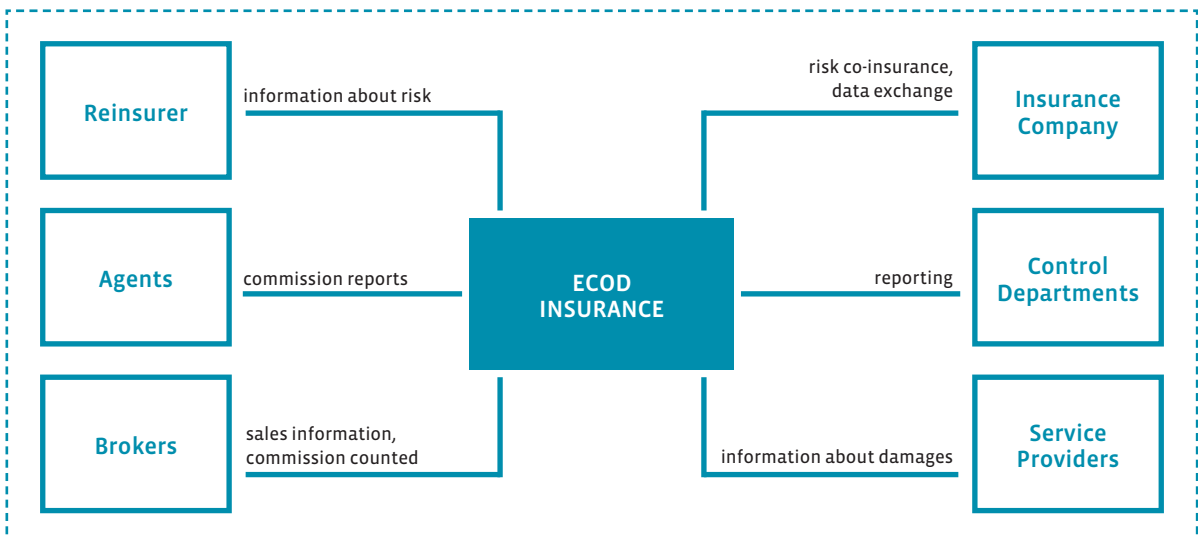 Reinsurer
information about risk
risk co-insurance,
data exchange
Insurance
Company
Agents
commission reports
ECOD
INSURANCE
reporting
Control
Departments
Brokers
sales information,
commission counted
information about damages
Service
Providers